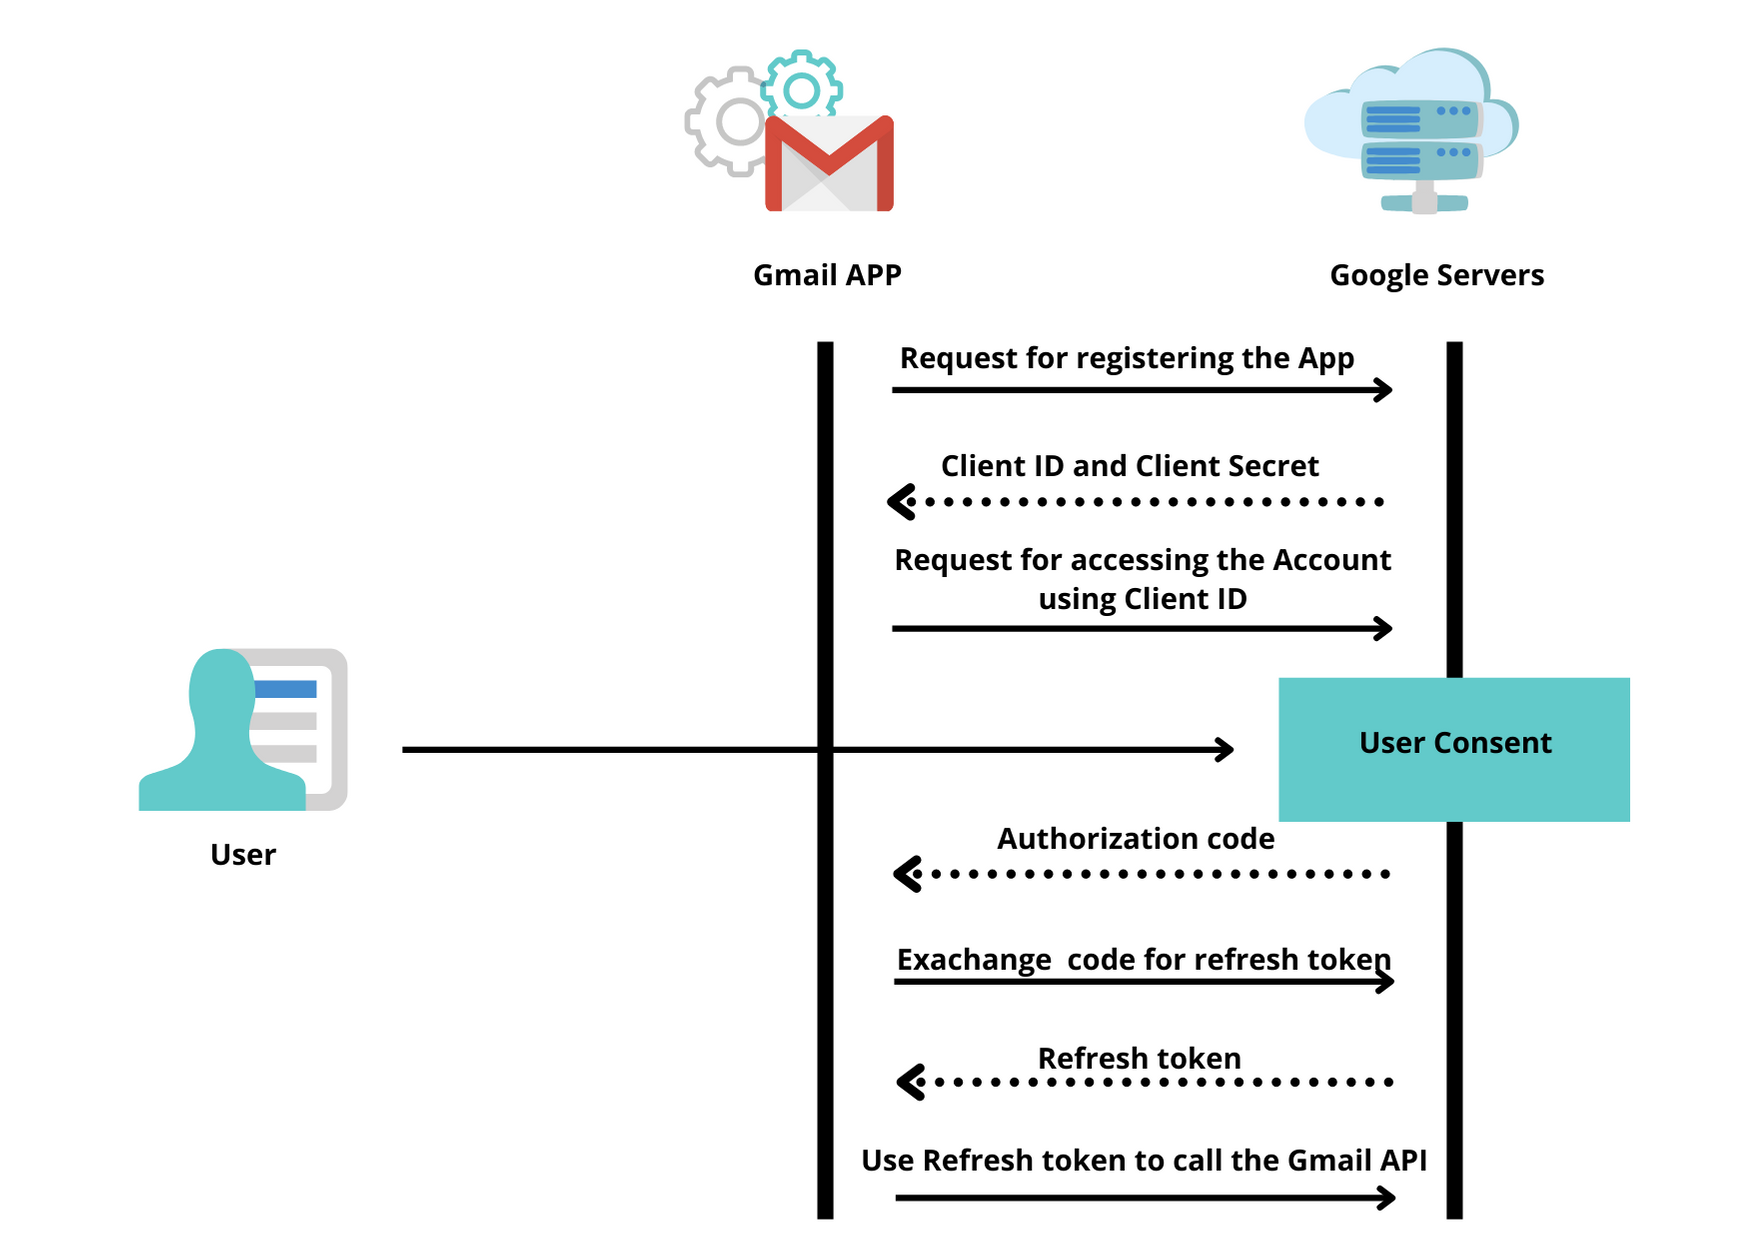 Gmail APP
Google Servers
Request for registering the App
Client ID and Client Secret
Request for accessing the Account
using Client ID
User Consent
User
Authorization code
Exachange  code for refresh token
Refresh token
Use Refresh token to call the Gmail API